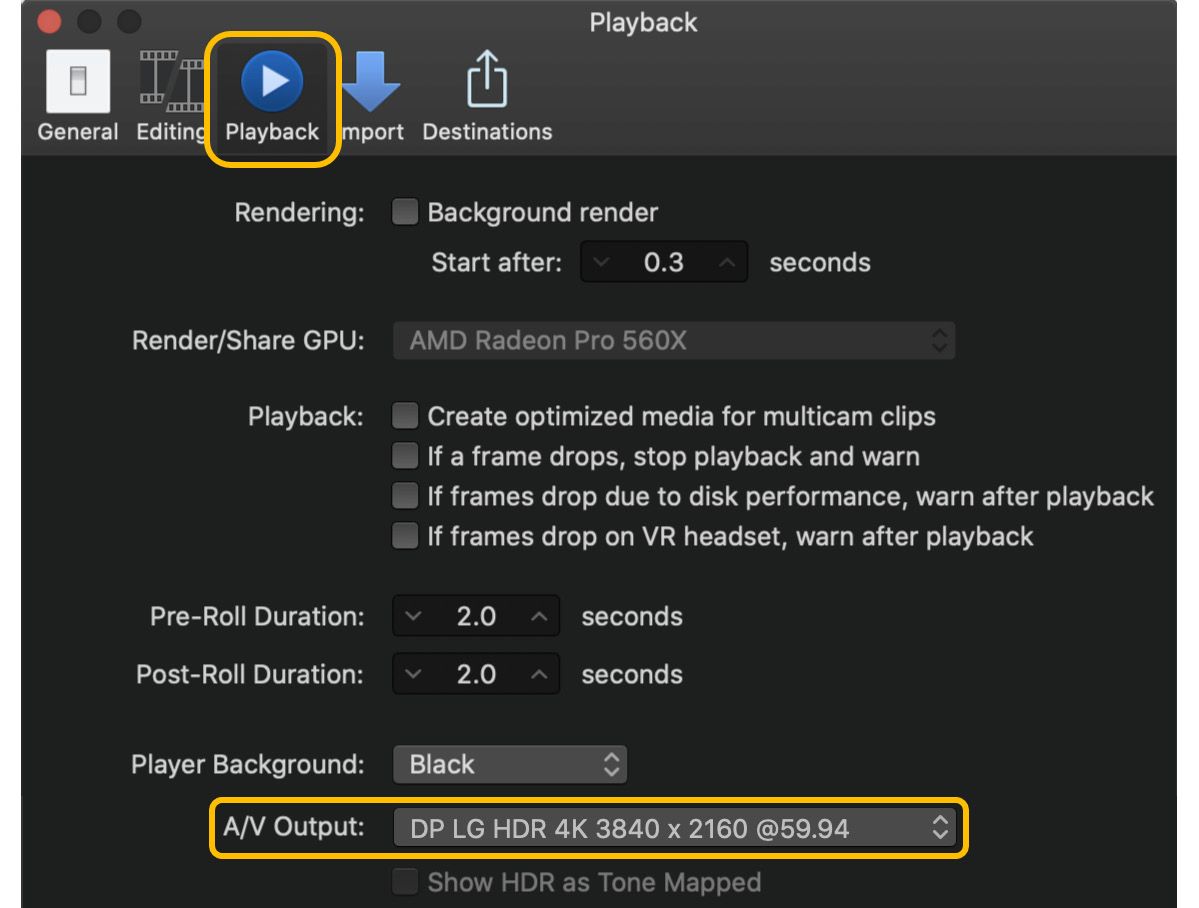 Playback
General Editing Playback mport Destinations
Rendering: Background render
Start after: 0.3 seconds
Render/Share GPU: AMD Radeon Pro 560X
Playback: Create optimized media for multicam clips
If a frame drops, stop playback and warn
If frames drop due to disk performance, warn after playback
If frames drop on VR headset, warn after playback
Pre-Roll Duration: 2.0 seconds
Post-Roll Duration: 2.0 seconds
Player Background: Black
A/V Output: DP LG HDR 4K 3840 x 2160 @59.94
Show HDR as Tone Mapped